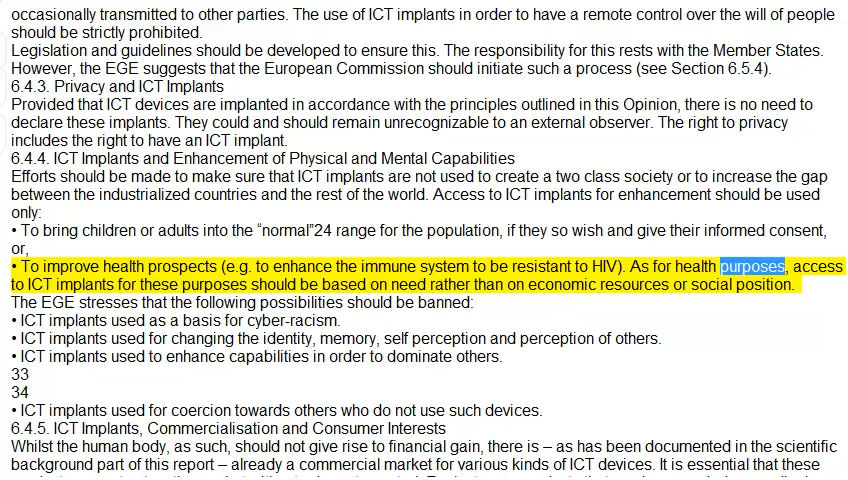 occasionally transmitted to other parties. The use of ICT implants in order to have a remote control over the will of people
should be strictly prohibited.
Legislation and guidelines should be developed to ensure this. The responsibility for this rests with the Member States.
However, the EGE suggests that the European Commission should initiate such a process (see Section 6.5.4).
6.4.3. Privacy and ICT Implants
Provided that ICT devices are implanted in accordance with the principles outlined in this Opinion, there is no need to
declare these implants. They could and should remain unrecognizable to an external observer. The right to privacy
includes the right to have an ICT implant.
6.4.4. ICT Implants and Enhancement of Physical and Mental Capabilities
Efforts should be made to make sure that ICT implants are not used to create a two class society or to increase the gap
between the industrialized countries and the rest of the world. Access to ICT implants for enhancement should be used
only:
• To bring children or adults into the “normal”24 range for the population, if they so wish and give their informed consent,
or,
• To improve health prospects (e.g. to enhance the immune system to be resistant to HIV). As for health purposes, access
to ICT implants for these purposes should be based on need rather than on economic resources or social position.
The EGE stresses that the following possibilities should be banned:
• ICT implants used as a basis for cyber-racism.
• ICT implants used for changing the identity, memory, self perception and perception of others.
• ICT implants used to enhance capabilities in order to dominate others.
33
34
• ICT implants used for coercion towards others who do not use such devices.
6.4.5. ICT Implants, Commercialisation and Consumer Interests
Whilst the human body, as such, should not give rise to financial gain, there is – as has been documented in the scientific
background part of this report – already a commercial market for various kinds of ICT devices. It is essential that these